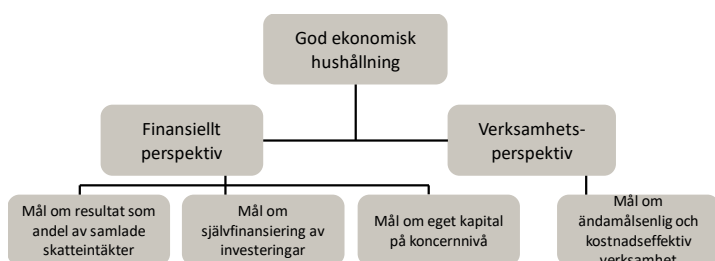 God ekonomisk
hushållning
Finansiellt
perspektiv
Verksamhets-
perspektiv
Mål om resultat som
andel av samlade
skatteintäkter
Mål om
självfinansiering av
investeringar
Mål om eget kapital
på koncernnivå
Mål om
ändamålsenlig och
kostnadseffektiv
verksamhet